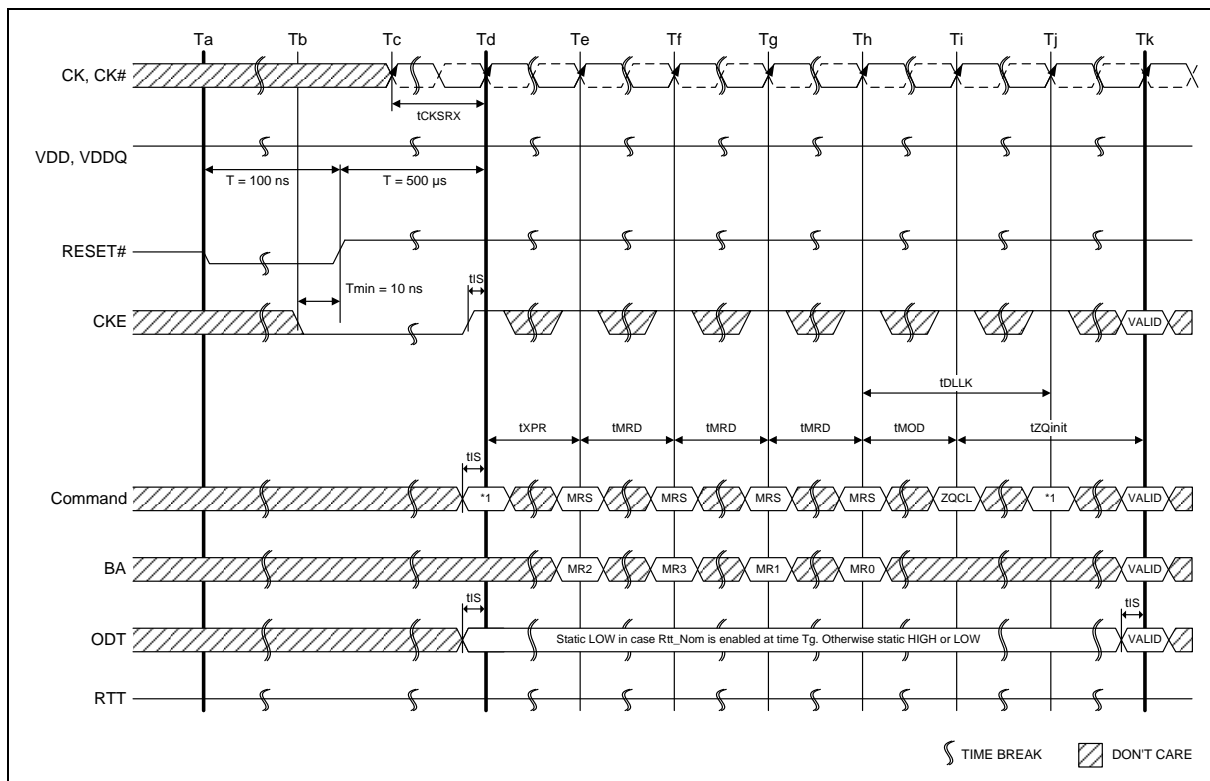 Ta Tb Tc Td Te Tf Tg Th Ti Tj Tk
CK, CK#
tCKSRX
VDD, VDDQ
T = 100 ns T = 500 µs
RESET#
tIS
Tmin = 10 ns
CKE VALID
tDLLK
tXPR tMRD tMRD tMRD tMOD tZQinit
tIS
Command *1 MRS MRS MRS MRS ZQCL *1 VALID
BA MR2 MR3 MR1 MR0 VALID
tIS tIS
ODT Static LOW in case Rtt_Nom is enabled at time Tg. Otherwise static HIGH or LOW VALID
RTT
TIME BREAK DON'T CARE